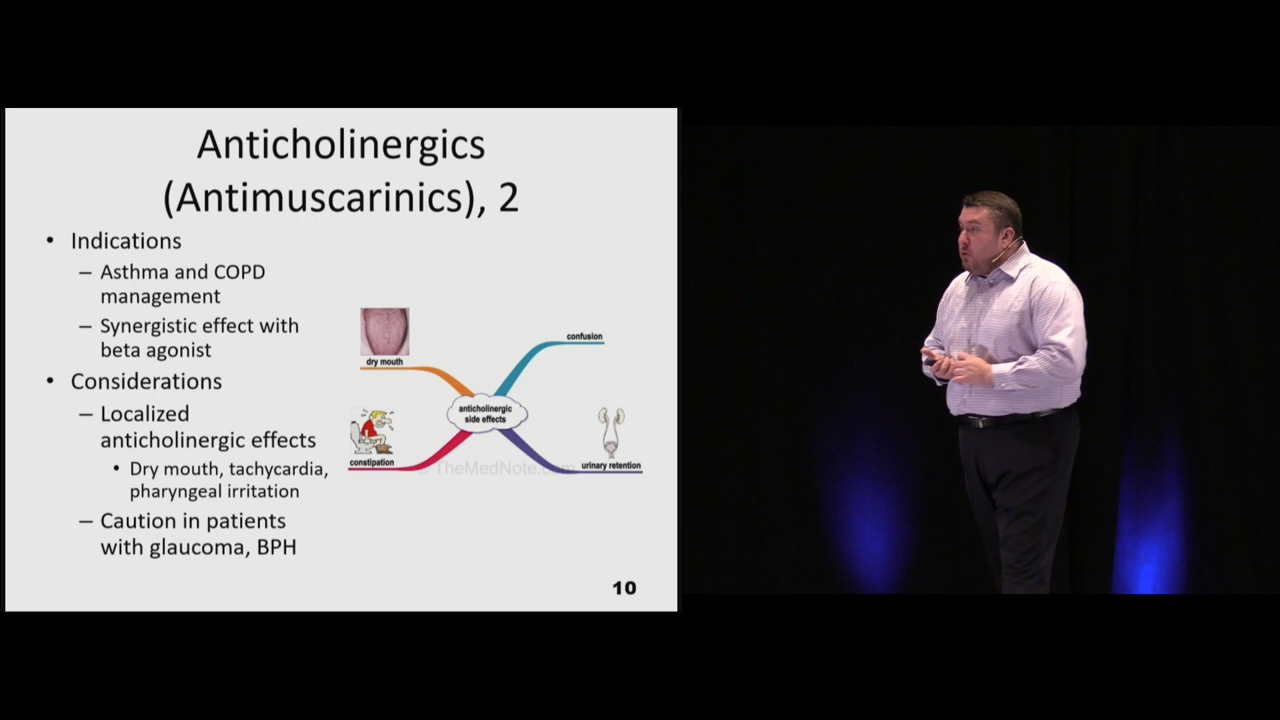 Anticholinergics
(Antimuscarinics), 2
• Indications
– Asthma and COPD
management
– Synergistic effect with
beta agonist
• Considerations
– Localized
anticholinergic effects
• Dry mouth, tachycardia,
pharyngeal irritation
– Caution in patients
with glaucoma, BPH
dry mouth
confusion
anticholinergic
side effects
constipation
urinary retention
© TheMedNote.com
10